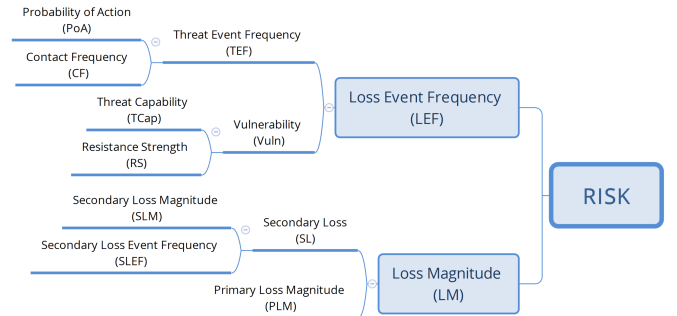 Probability of Action
(PoA)
Contact Frequency
(CF)
Threat Event Frequency
(TEF)
Threat Capability
(TCap)
Resistance Strength
(RS)
Vulnerability
(Vuln)
Loss Event Frequency
(LEF)
Secondary Loss Magnitude
(SLM)
Secondary Loss Event Frequency
(SLEF)
Secondary Loss
(SL)
Primary Loss Magnitude
(PLM)
Loss Magnitude
(LM)
RISK